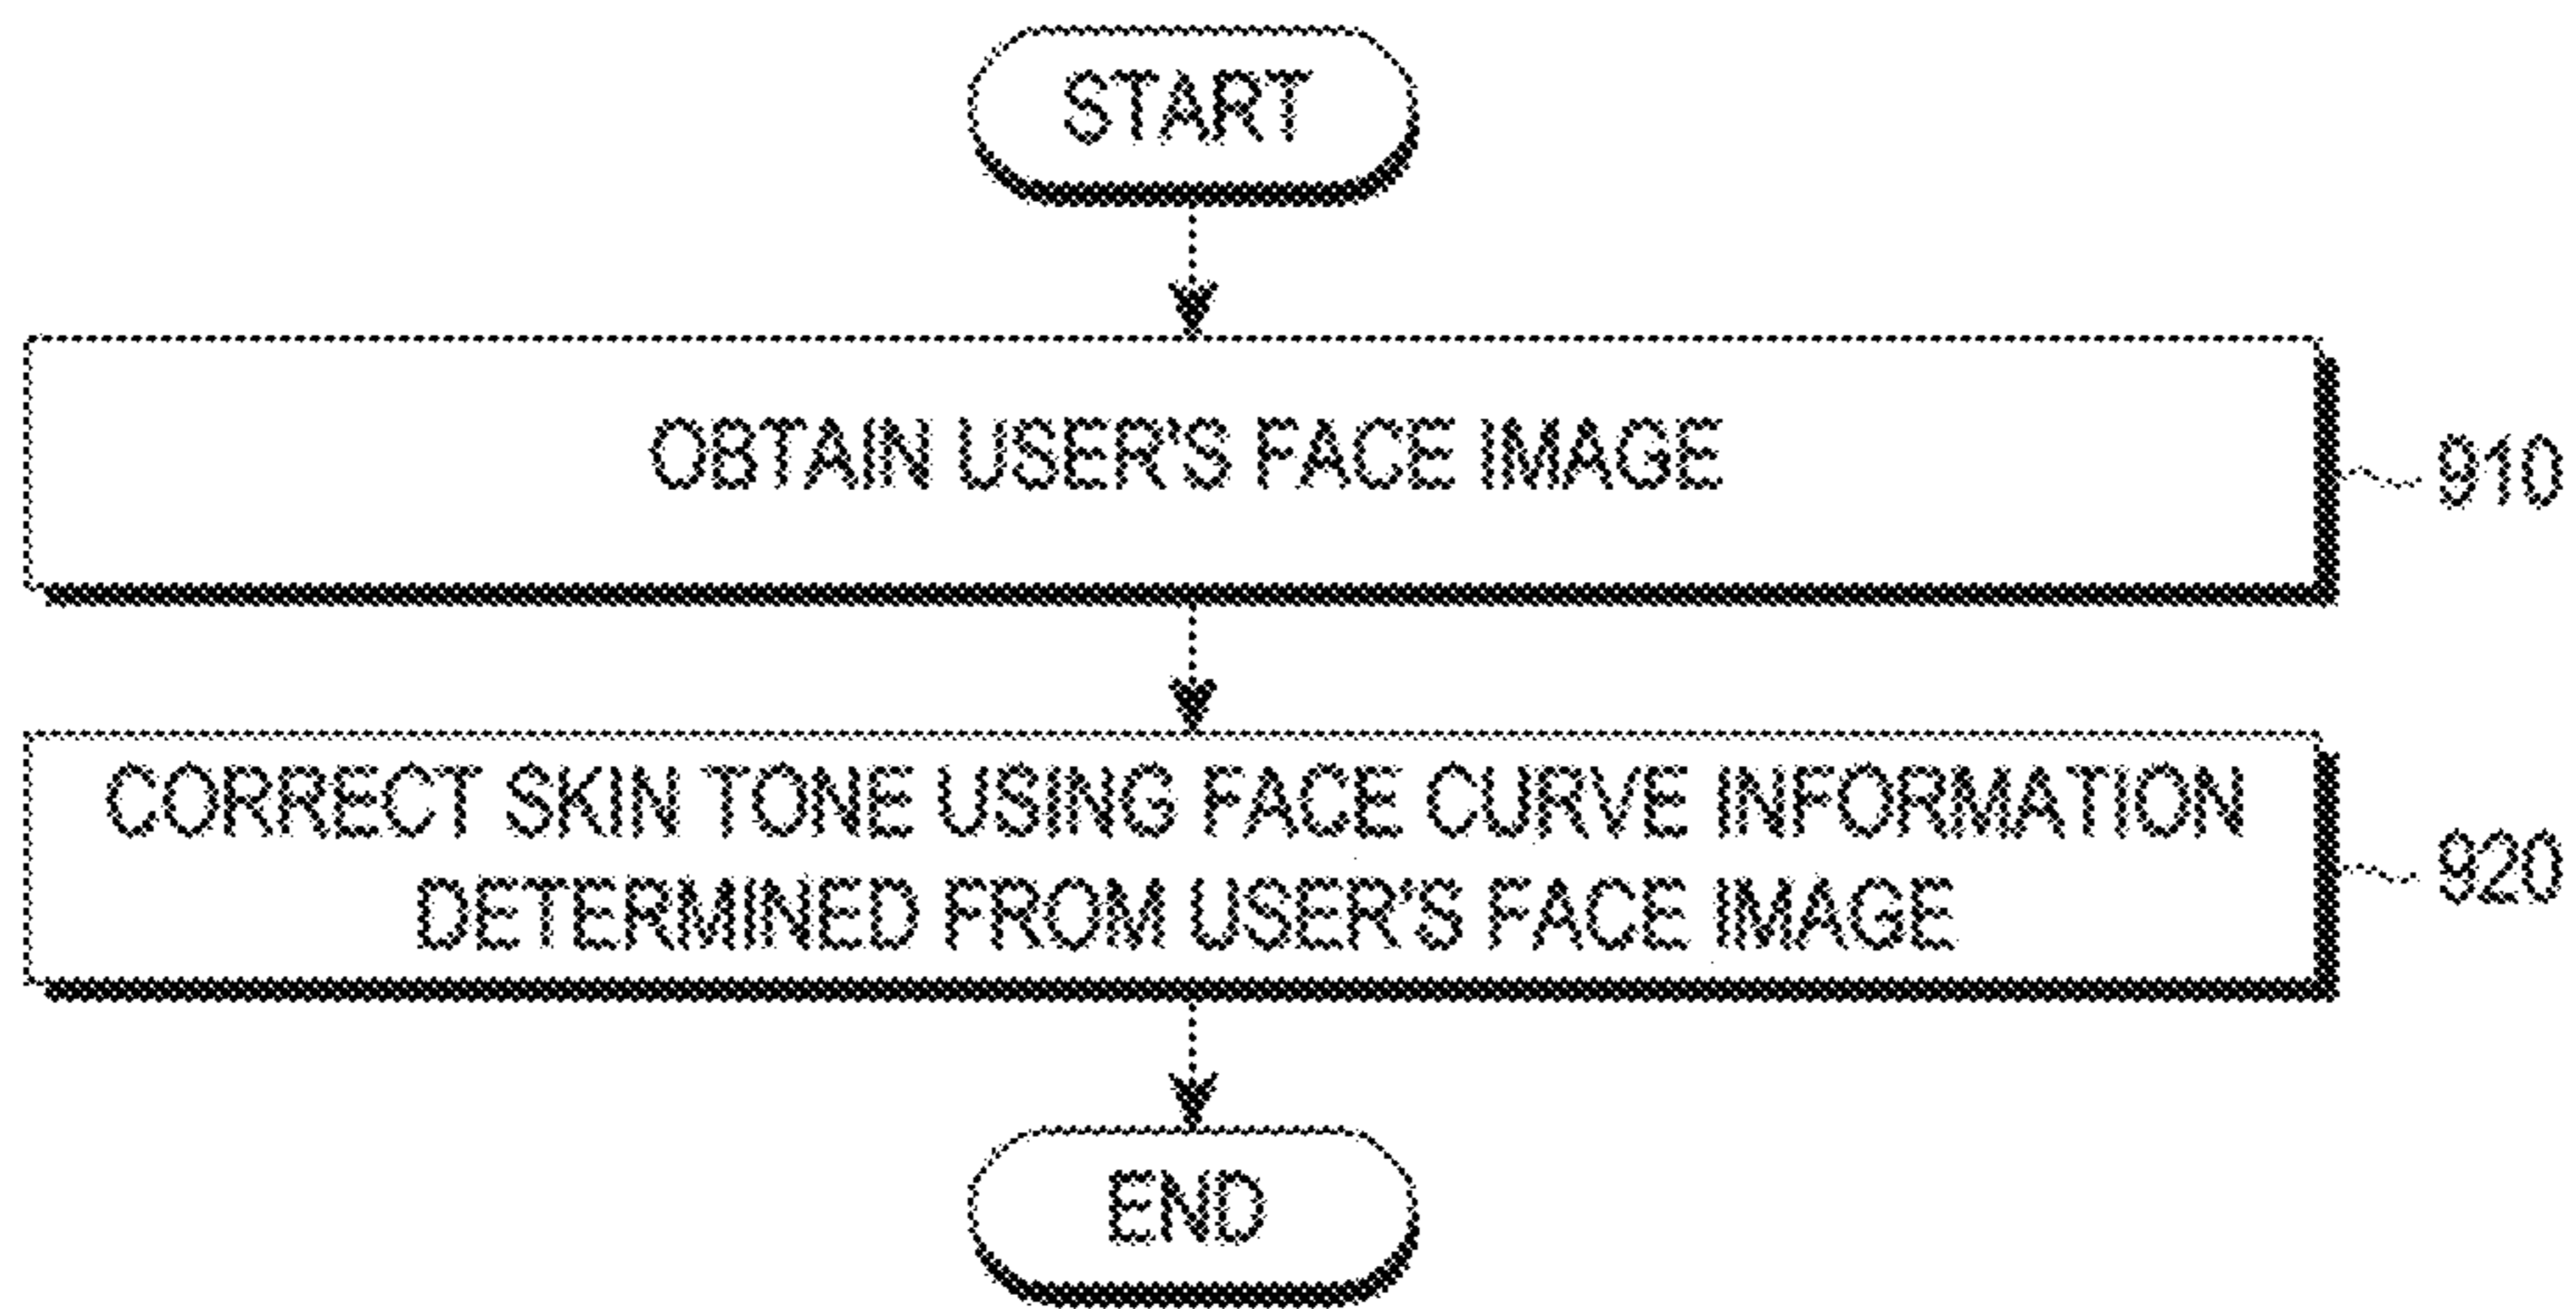 START
OBTAIN USER'S FACE IMAGE
910
CORRECT SKIN TONE USING FACE CURVE INFORMATION
DETERMINED FROM USER'S FACE IMAGE
920
END